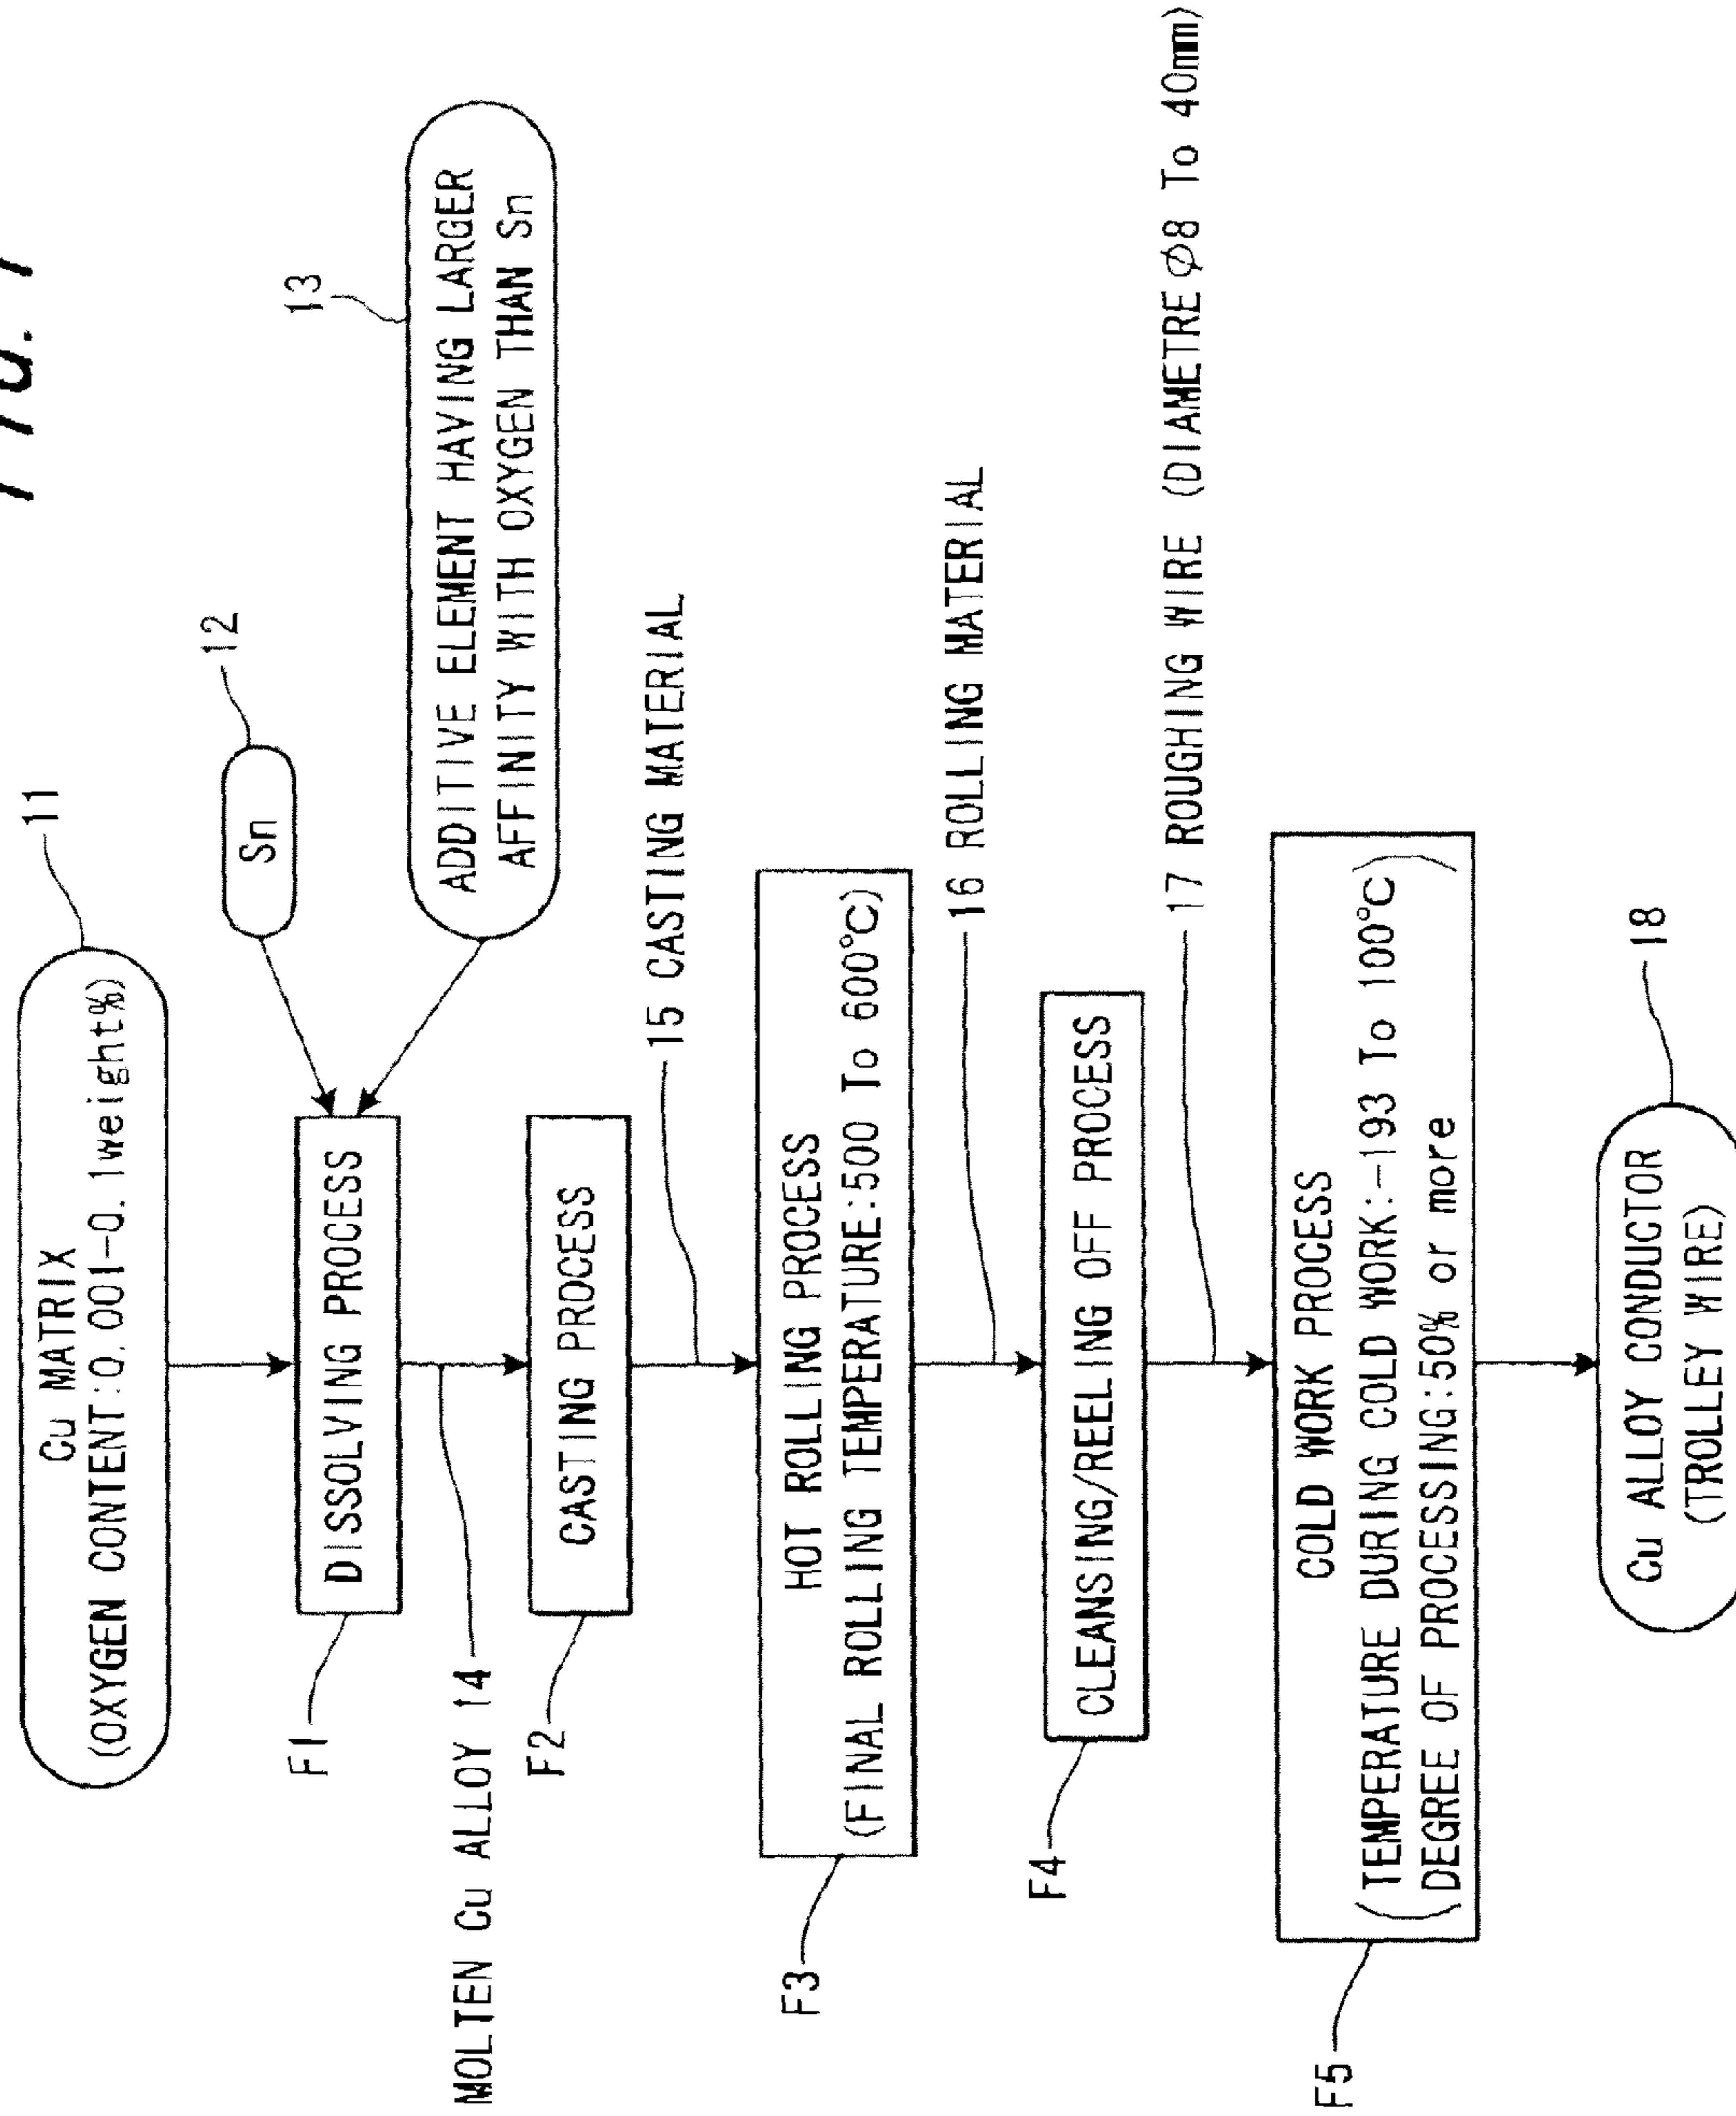 FIG. 1
Cu MATRIX
(OXYGEN CONTENT:0.001-0.1weight%)
11
Sn
12
ADDITIVE ELEMENT HAVING LARGER
AFFINITY WITH OXYGEN THAN Sn
13
F1
DISSOLVING PROCESS
MOLTEN Cu ALLOY 14
F2
CASTING PROCESS
15 CASTING MATERIAL
F3
HOT ROLLING PROCESS
(FINAL ROLLING TEMPERATURE:500 To 600°C)
16 ROLLING MATERIAL
F4
CLEANSING/REELING OFF PROCESS
17 ROUGHING WIRE (DIAMETRE Ø8 To 40mm)
F5
COLD WORK PROCESS
(TEMPERATURE DURING COLD WORK:-193 To 100°C)
DEGREE OF PROCESSING:50% or more
Cu ALLOY CONDUCTOR
(TROLLEY WIRE)
18